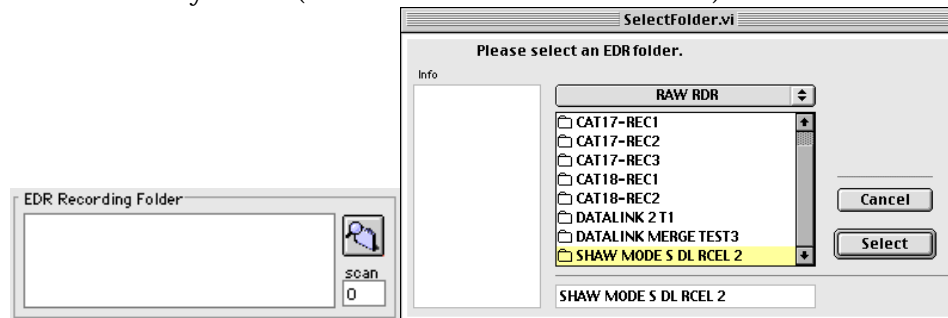 SelectFolder.vi
Please select an EDR folder.
Info
RAW RDR
CAT17-REC1
CAT17-REC2
CAT17-REC3
CAT18-REC1
CAT18-REC2
DATALINK 2 T1
DATALINK MERGE TEST3
SHAW MODE S DL RCEL 2
SHAW MODE S DL RCEL 2
Cancel
Select
EDR Recording Folder
scan
0